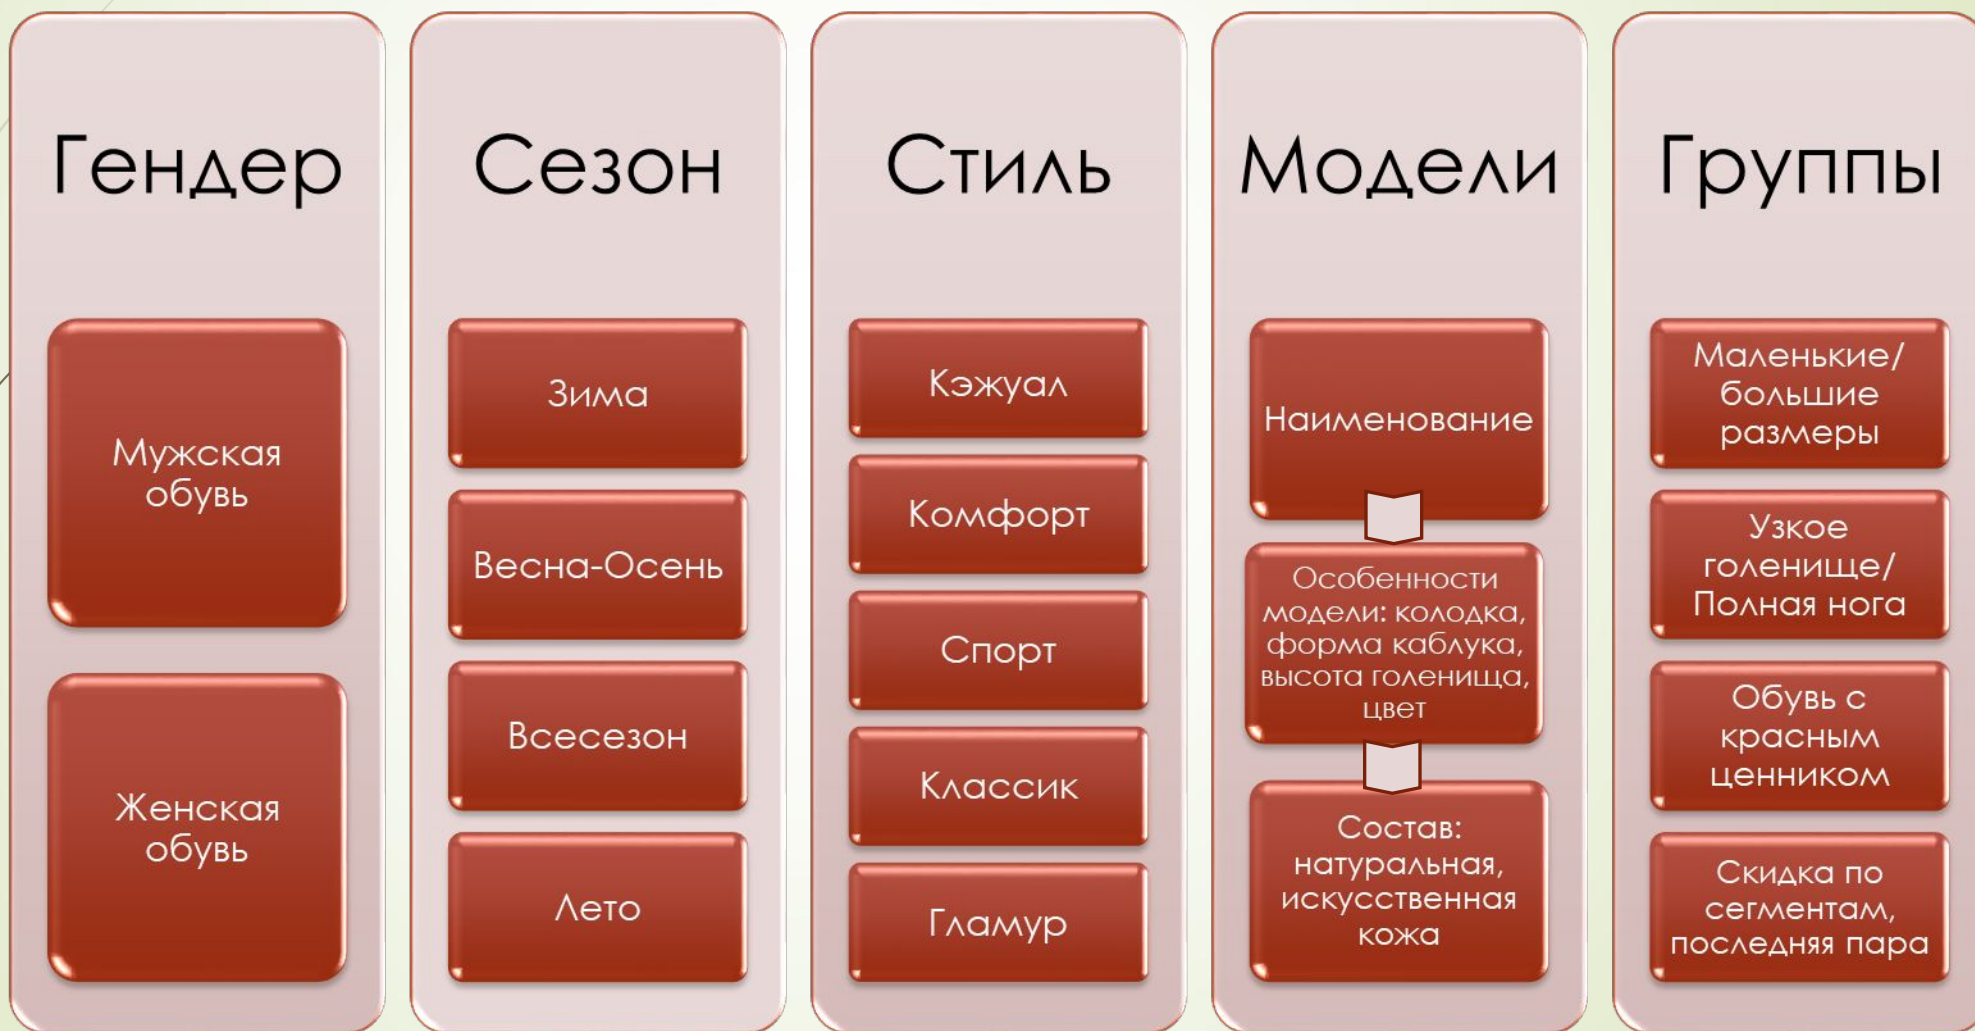 Гендер
Мужская
обувь
Женская
обувь
Сезон
Зима
Весна-Осень
Всесезон
Лето
Стиль
Кэжуал
Комфорт
Спорт
Классик
Гламур
Модели
Наименование
Особенности
модели: колодка,
форма каблука,
высота голенища,
цвет
Состав:
натуральная,
искусственная
кожа
Группы
Маленькие/
большие
размеры
Узкое
голенище/
Полная нога
Обувь с
красным
ценником
Скидка по
сегментам,
последняя пара